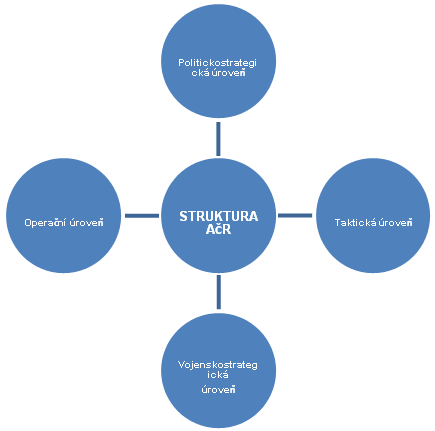 Politickostrategi
cká úroveň
Operační úroveň
STRUKTURA
AčR
Taktická úroveň
Vojenskostrateg
ická
úroveň